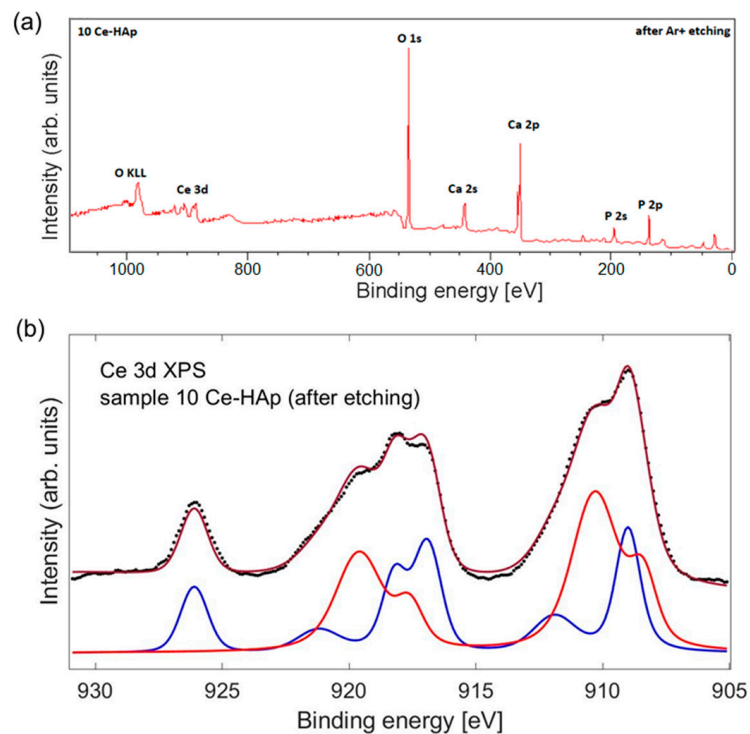 (a)
10 Ce-HAp
O 1s
after Ar+ etching
Ca 2p
O KLL
Ce 3d
Ca 2s
P 2s
P 2p
Intensity (arb. units)
1000 800 600 400 200 0
Binding energy [eV]
(b)
Ce 3d XPS
sample 10 Ce-HAp (after etching)
Intensity (arb. units)
930 925 920 915 910 905
Binding energy [eV]